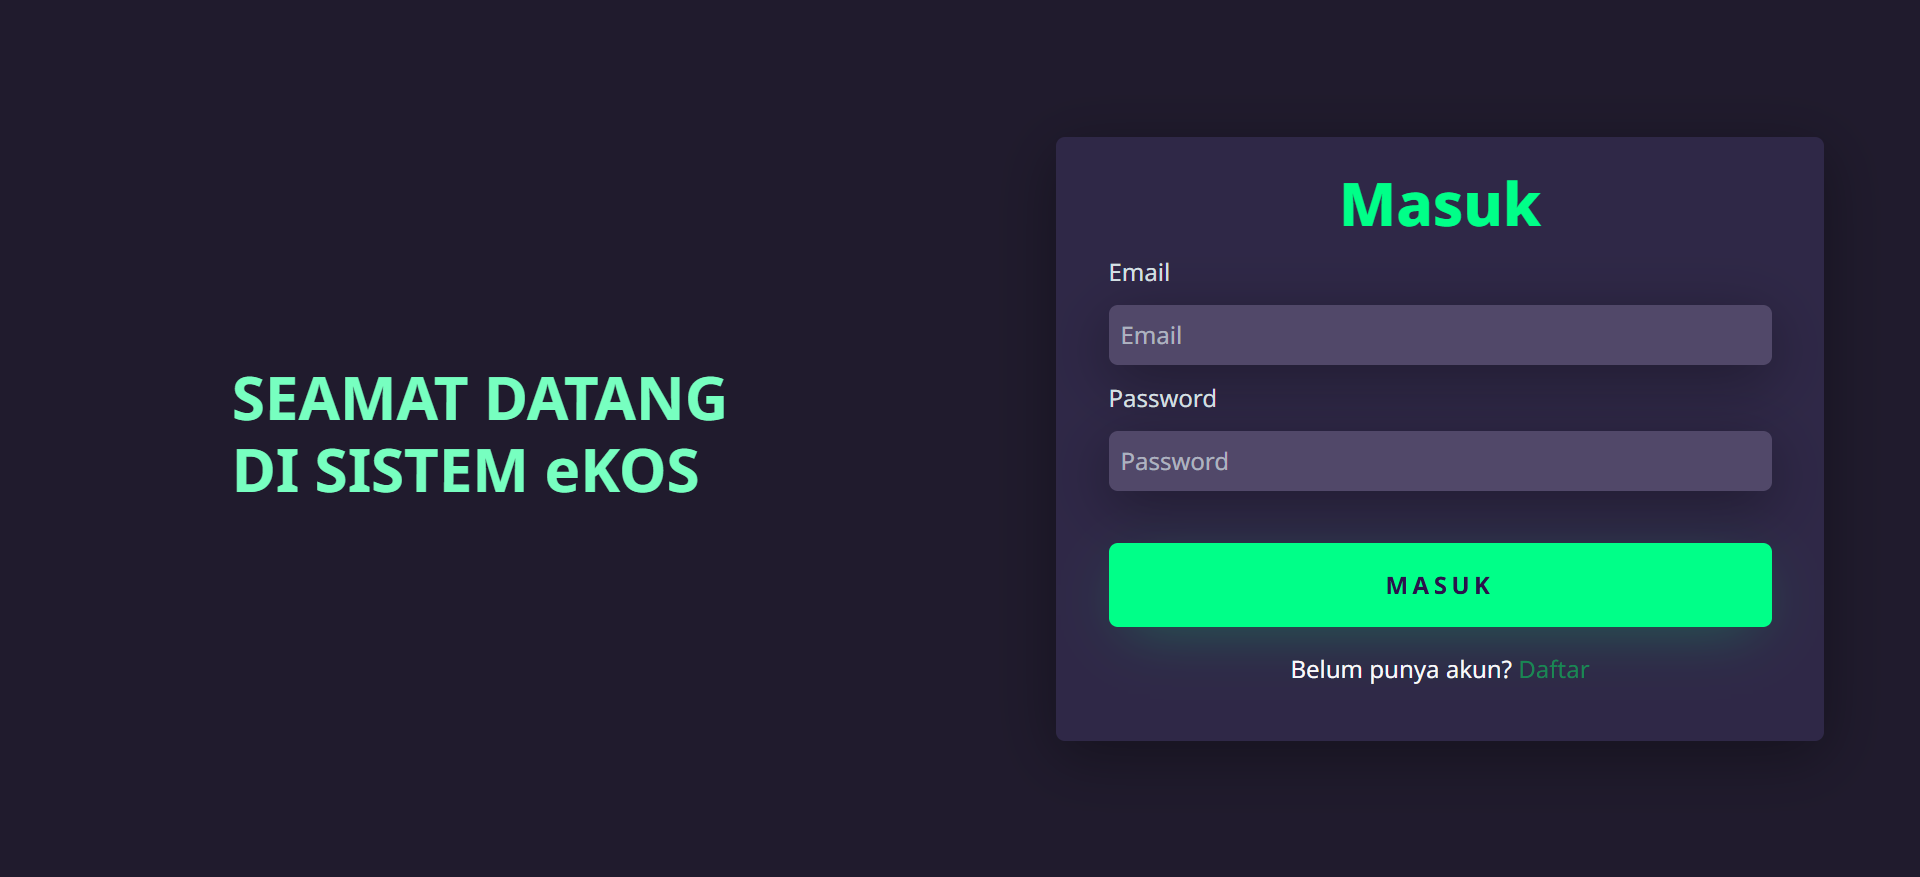 SEAMAT DATANG
DI SISTEM eKOS
Masuk
Email
Email
Password
Password
MASUK
Belum punya akun? Daftar